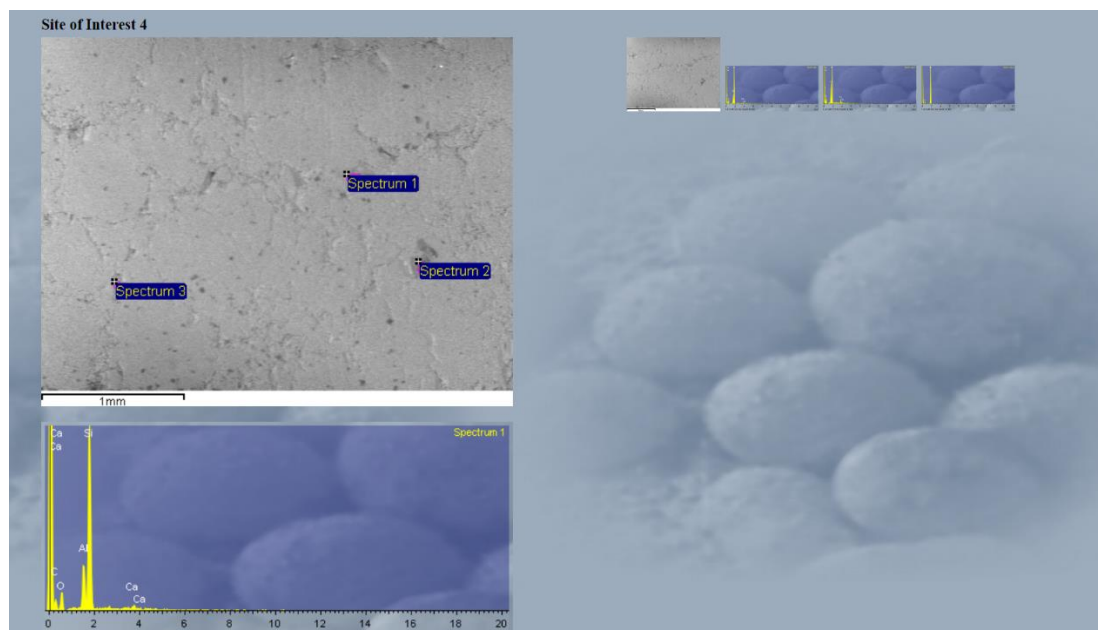 Site of Interest 4
Spectrum 1
Spectrum 2
Spectrum 3
1mm
Ca
Ca
Si
Spectrum 1
Al
C
O
Ca
Ca
0 2 4 6 8 10 12 14 16 18 20